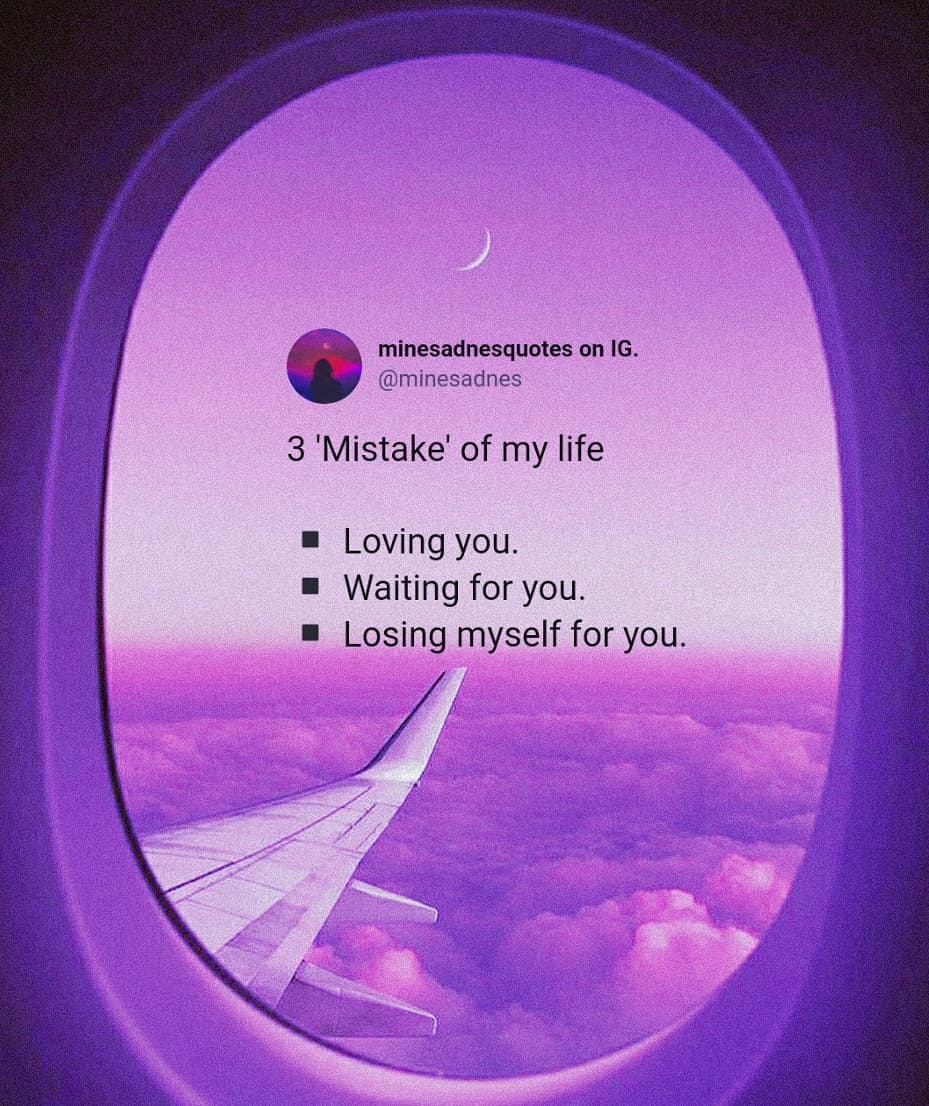 minesadnesquotes on IG.
@minesadnes
3 'Mistake' of my life
▪ Loving you.
▪ Waiting for you.
▪ Losing myself for you.